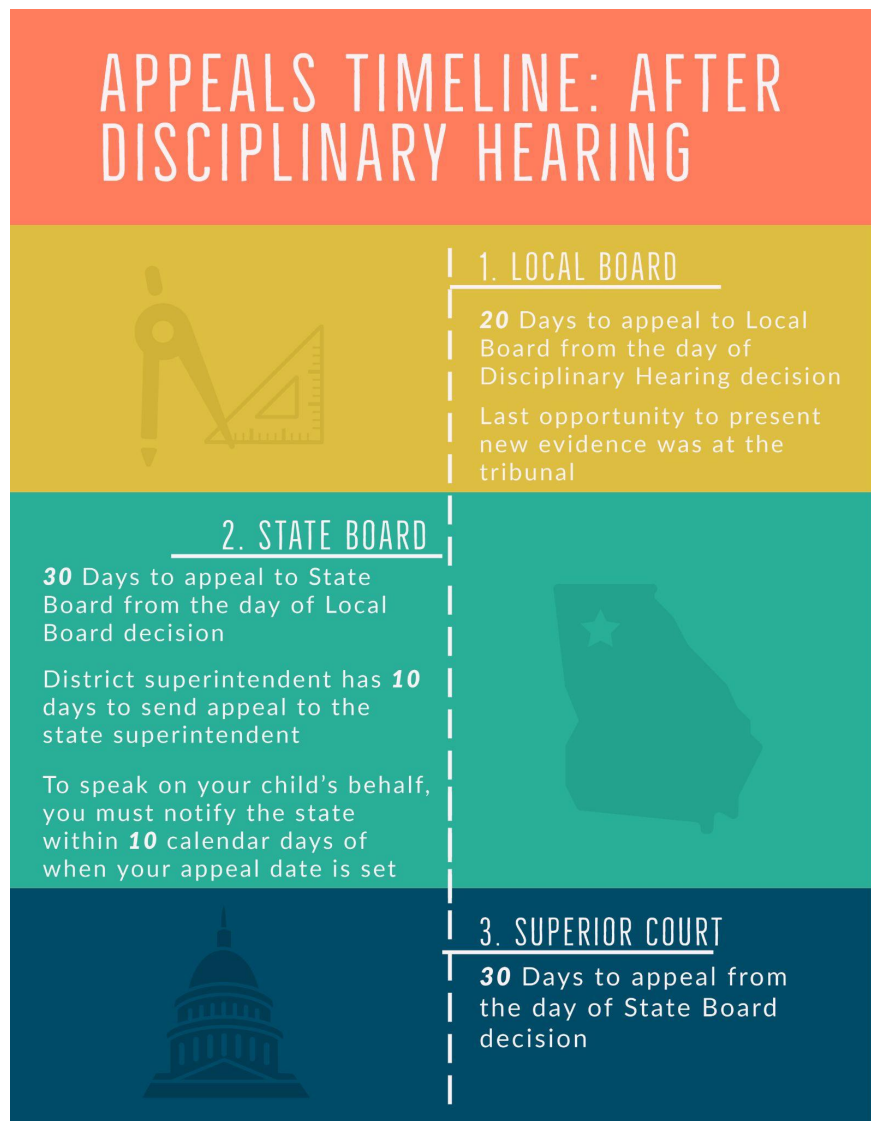 APPEALS TIMELINE: AFTER
DISCIPLINARY HEARING
1. LOCAL BOARD
20 Days to appeal to Local
Board from the day of
Disciplinary Hearing decision
Last opportunity to present
new evidence was at the
tribunal
2. STATE BOARD
30 Days to appeal to State
Board from the day of Local
Board decision
District superintendent has 10
days to send appeal to the
state superintendent
To speak on your child's behalf,
you must notify the state
within 10 calendar days of
when your appeal date is set
3. SUPERIOR COURT
30 Days to appeal from
the day of State Board
decision